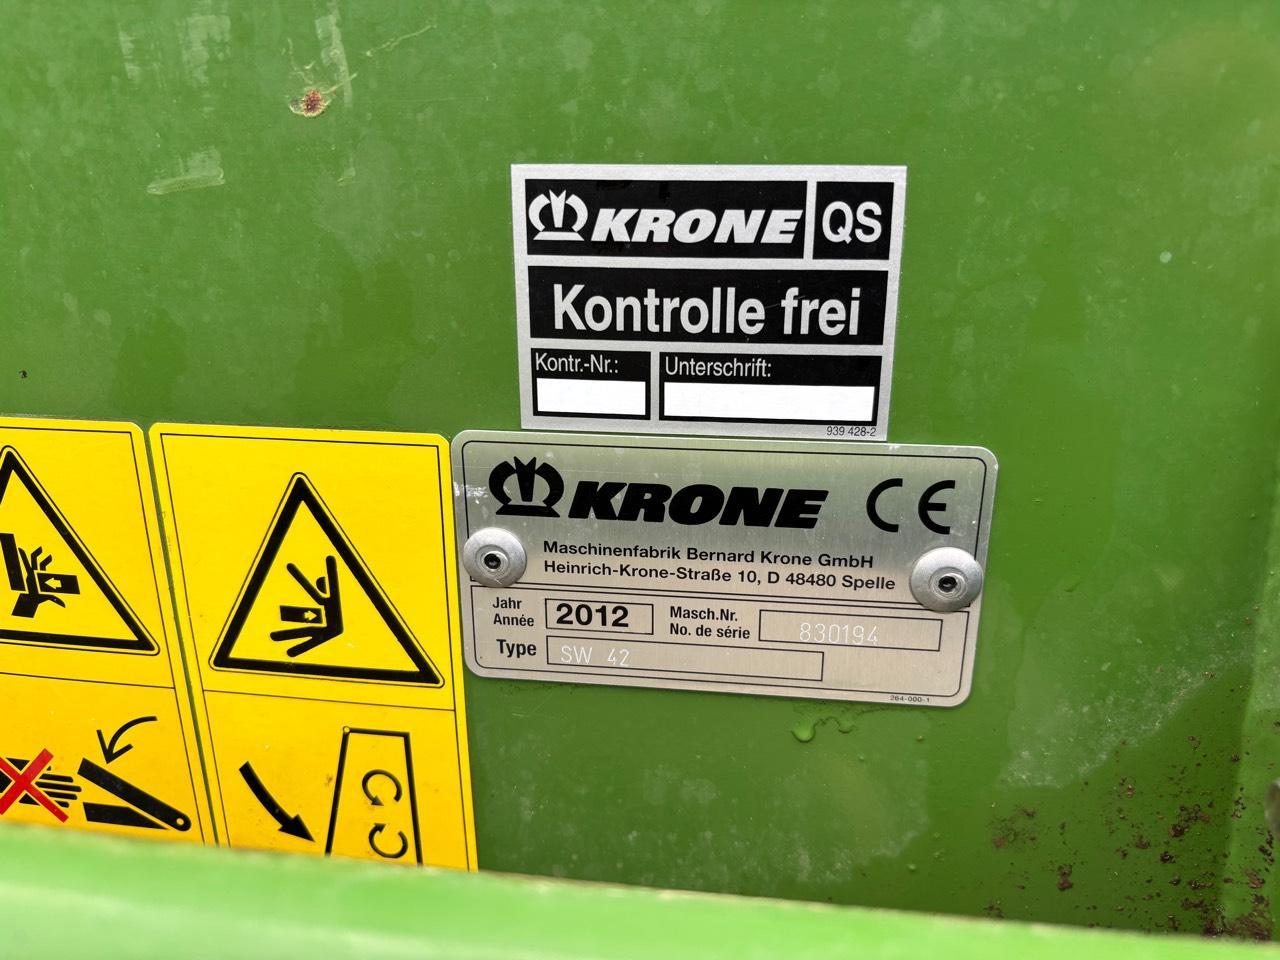 KRONE QS
Kontrolle frei
Kontr.-Nr.: Unterschrift:
939 428-2
KRONE CE
Maschinenfabrik Bernard Krone GmbH
Heinrich-Krone-Straße 10, D 48480 Spelle
Jahr
Année 2012 Masch.Nr.
No. de série 830194
Type SW 42
264-000-1